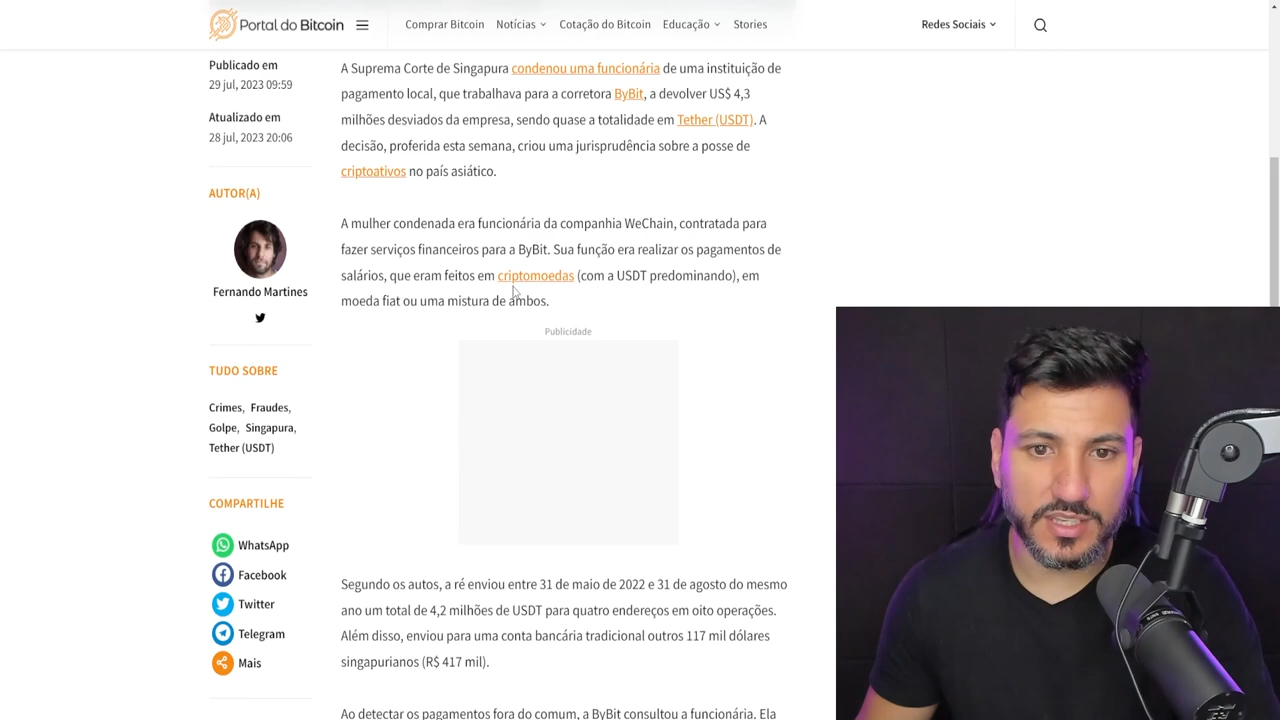 Portal do Bitcoin
Comprar Bitcoin
Notícias
Cotação do Bitcoin
Educação
Stories
Redes Sociais
Publicado em
29 jul, 2023 09:59
Atualizado em
28 jul, 2023 20:06
AUTOR(A)
Fernando Martines
TUDO SOBRE
Crimes, Fraudes,
Golpe, Singapura,
Tether (USDT)
COMPARTILHE
WhatsApp
Facebook
Twitter
Telegram
Mais
A Suprema Corte de Singapura condenou uma funcionária de uma instituição de
pagamento local, que trabalhava para a corretora ByBit, a devolver US$ 4,3
milhões desviados da empresa, sendo quase a totalidade em Tether (USDT). A
decisão, proferida esta semana, criou uma jurisprudência sobre a posse de
criptoativos no país asiático.
A mulher condenada era funcionária da companhia WeChain, contratada para
fazer serviços financeiros para a ByBit. Sua função era realizar os pagamentos de
salários, que eram feitos em criptomoedas (com a USDT predominando), em
moeda fiat ou uma mistura de ambos.
Publicidade
Segundo os autos, a ré enviou entre 31 de maio de 2022 e 31 de agosto do mesmo
ano um total de 4,2 milhões de USDT para quatro endereços em oito operações.
Além disso, enviou para uma conta bancária tradicional outros 117 mil dólares
singapurianos (R$ 417 mil).
Ao detectar os pagamentos fora do comum, a ByBit consultou a funcionária. Ela